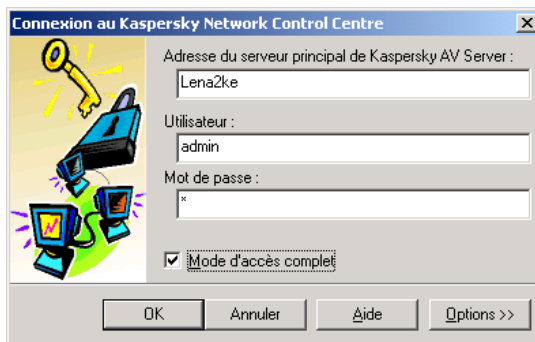 Connexion au Kaspersky Network Control Centre
Adresse du serveur principal de Kaspersky AV Server :
Lena2ke
Utilisateur :
admin
Mot de passe :
*
Mode d'accès complet
OK
Annuler
Aide
Options >>